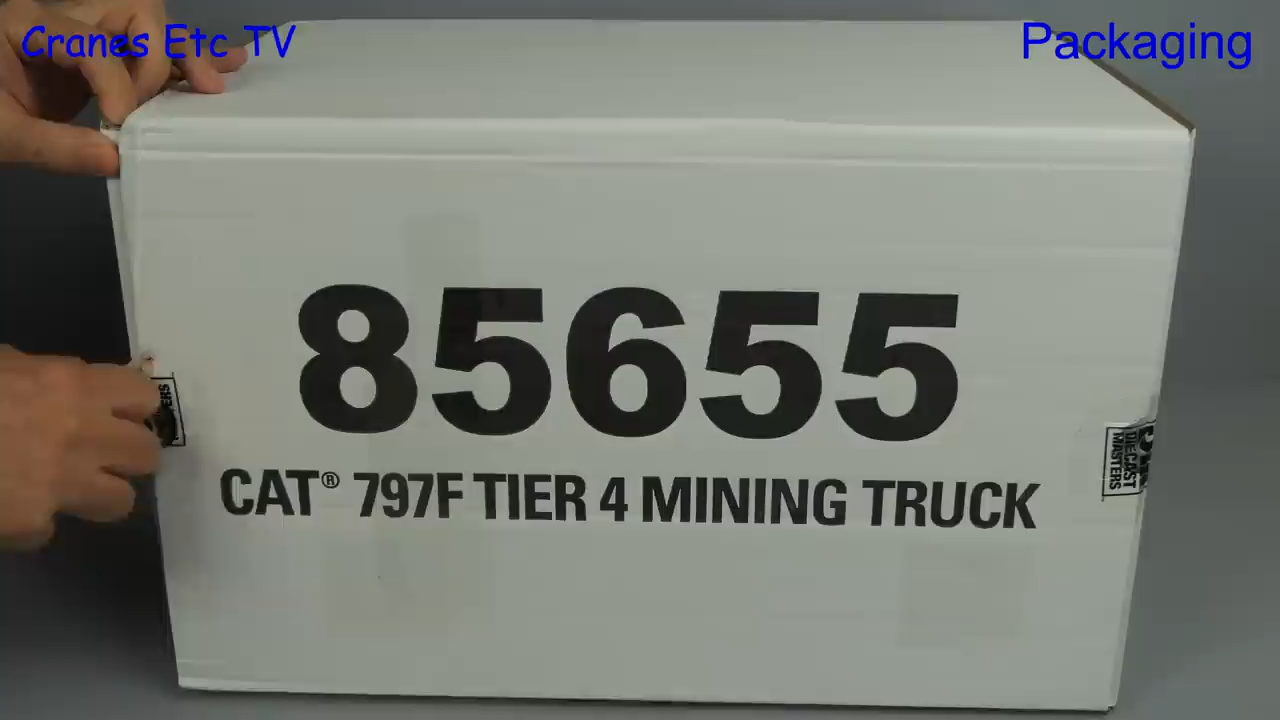 Cranes Etc TV
Packaging
85655
CAT® 797F TIER 4 MINING TRUCK
DIECAST
MASTERS